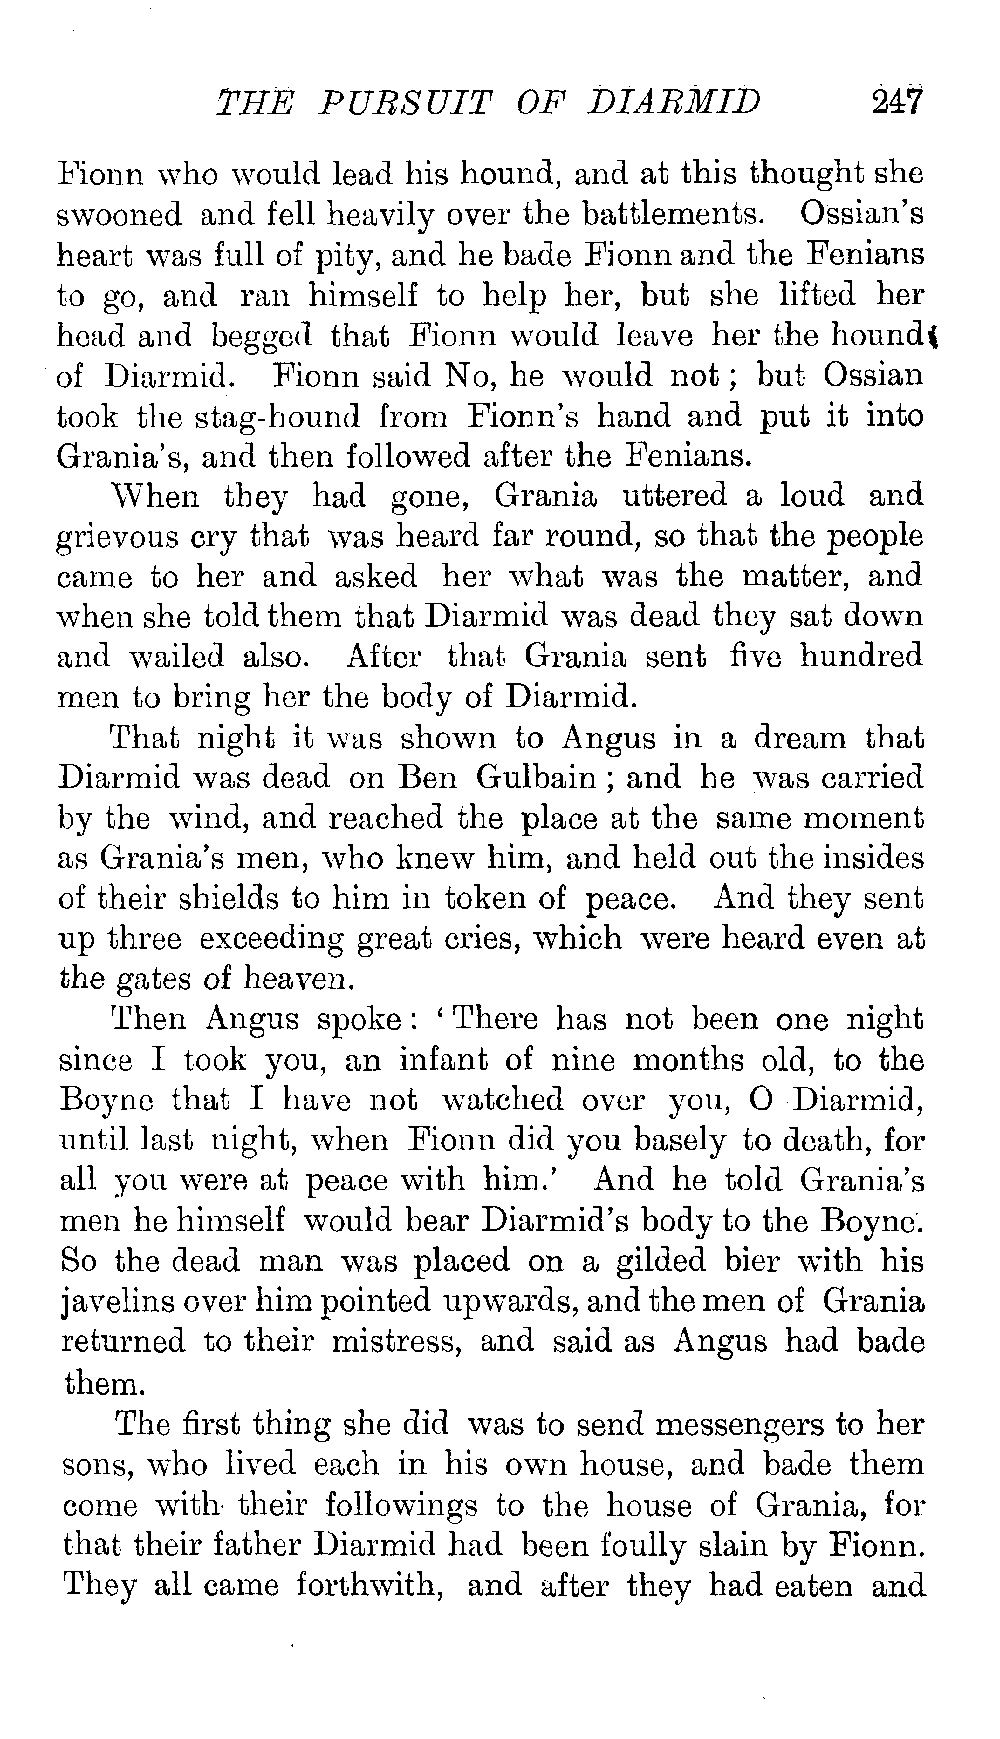 THE PURSUIT OF DIARMID 247
Fionn who would lead his hound, and at this thought she
swooned and fell heavily over the battlements. Ossian's
heart was full of pity, and he bade Fionn and the Fenians
to go, and ran himself to help her, but she lifted her
head and begged that Fionn would leave her the hound
of Diarmid. Fionn said No, he would not; but Ossian
took the stag-hound from Fionn's hand and put it into
Grania's, and then followed after the Fenians.
When they had gone, Grania uttered a loud and
grievous cry that was heard far round, so that the people
came to her and asked her what was the matter, and
when she told them that Diarmid was dead they sat down
and wailed also. After that Grania sent five hundred
men to bring her the body of Diarmid.
That night it was shown to Angus in a dream that
Diarmid was dead on Ben Gulbain; and he was carried
by the wind, and reached the place at the same moment
as Grania's men, who knew him, and held out the insides
of their shields to him in token of peace. And they sent
up three exceeding great cries, which were heard even at
the gates of heaven.
Then Angus spoke: 'There has not been one night
since I took you, an infant of nine months old, to the
Boyne that I have not watched over you, O Diarmid,
until last night, when Fionn did you basely to death, for
all you were at peace with him.' And he told Grania's
men he himself would bear Diarmid's body to the Boyne.
So the dead man was placed on a gilded bier with his
javelins over him pointed upwards, and the men of Grania
returned to their mistress, and said as Angus had bade
them.
The first thing she did was to send messengers to her
sons, who lived each in his own house, and bade them
come with their followings to the house of Grania, for
that their father Diarmid had been foully slain by Fionn.
They all came forthwith, and after they had eaten and